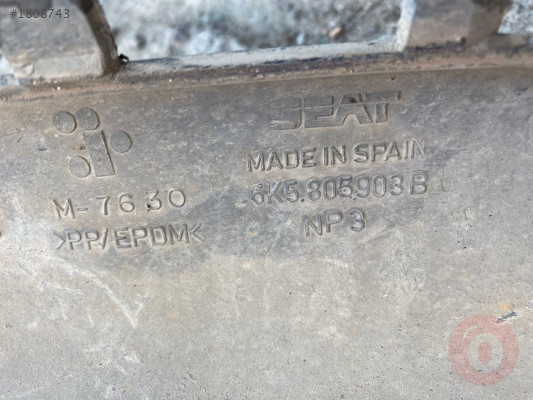 #1808743
SEAT
MADE IN SPAIN
6K5.805.903 B
NP3
M-7630
>PP/EPDM<